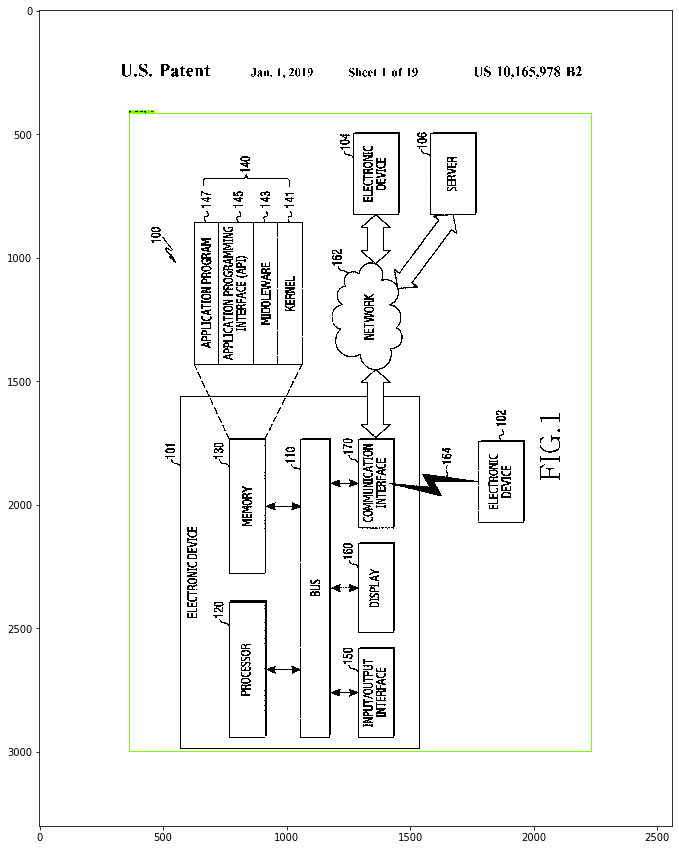 0
U.S. Patent Jan. 1, 2019 Sheet 1 of 19 US 10,165,978 B2
500
1000
1500
2000
2500
3000
0 500 1000 1500 2000 2500
100
140
147
145
143
141
APPLICATION PROGRAM
APPLICATION PROGRAMMING
INTERFACE (API)
MIDDLEWARE
KERNEL
101
ELECTRONIC DEVICE
120
PROCESSOR
130
MEMORY
110
BUS
150
INPUT/OUTPUT
INTERFACE
160
DISPLAY
170
COMMUNICATION
INTERFACE
162
NETWORK
104
ELECTRONIC
DEVICE
106
SERVER
164
102
ELECTRONIC
DEVICE
FIG.1